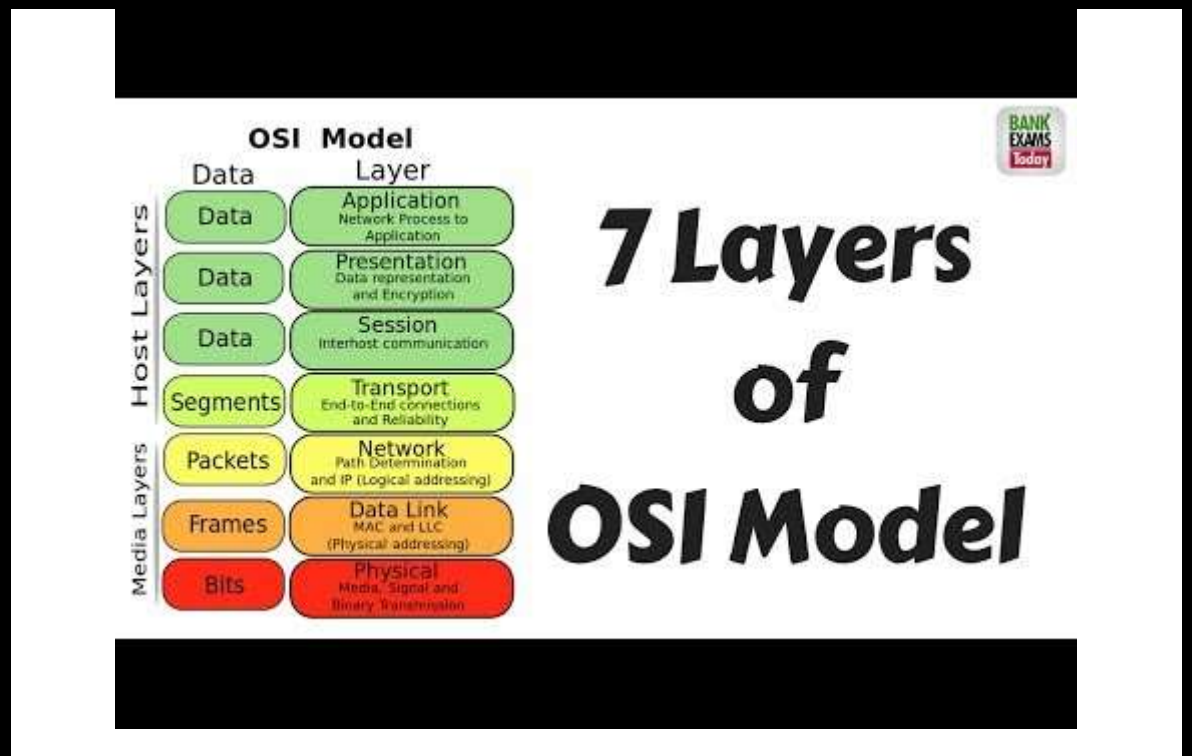 OSI Model
Data Layer
Host Layers
Data
Application
Network Process to
Application
Data
Presentation
Data representation
and Encryption
Data
Session
Interhost communication
Segments
Transport
End-to-End connections
and Reliability
Media Layers
Packets
Network
Path Determination
and IP (Logical addressing)
Frames
Data Link
MAC and LLC
(Physical addressing)
Bits
Physical
Media, Signal and
Binary Transmission
BANK
EXAMS
Today
7 Layers
of
OSI Model